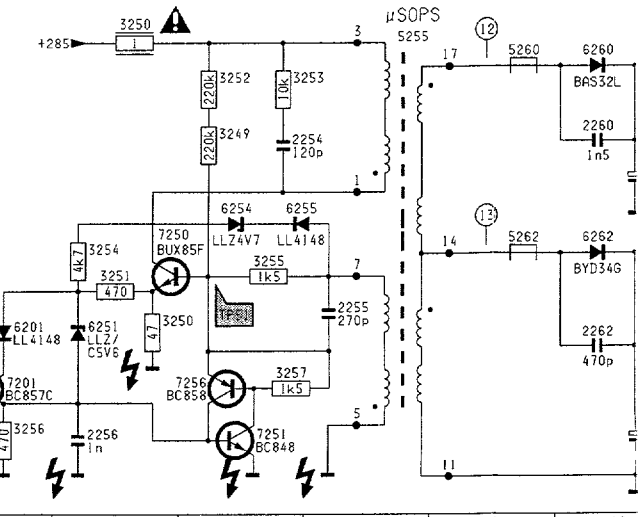 µSOPS
5255
3250
1
+285
3
17
12
5260
6260
BAS32L
220k
3252
10k
3253
2260
1n5
220k
3249
2254
120p
1
6254
LLZ4V7
6255
LL4148
13
7250
BUX85F
14
5262
6262
BYD34G
4k7
3254
3251
470
3255
1k5
7
47
3250
2255
270p
6201
LL4148
6251
LLZ/
C5V6
2262
470p
7201
BC857C
7256
BC858
3257
1k5
5
470
3256
2256
1n
7251
BC848
11